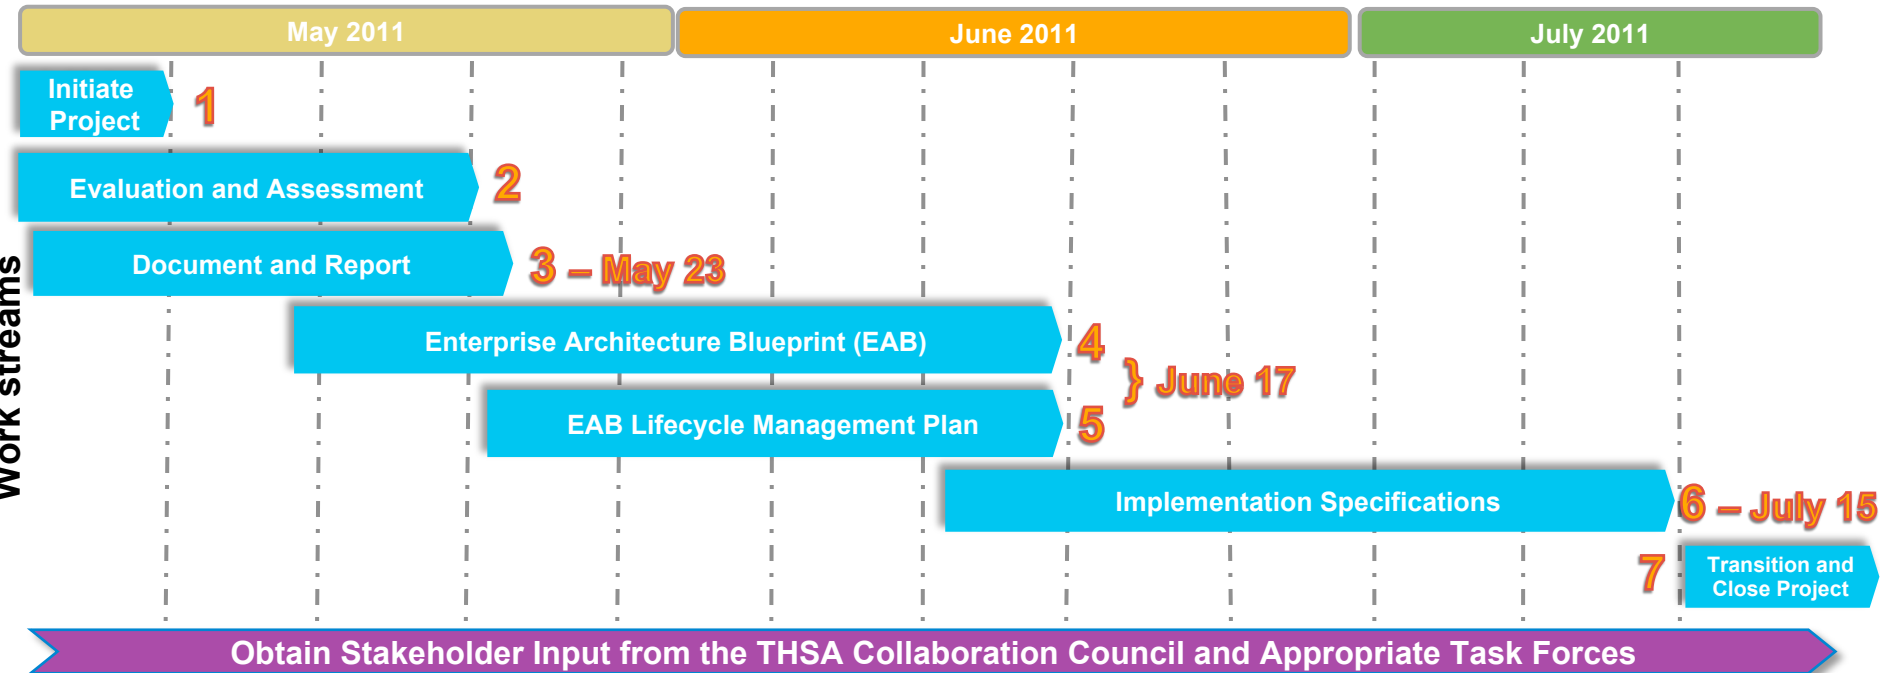 May 2011
June 2011
July 2011
Initiate
Project
1
Evaluation and Assessment
2
Work streams
Document and Report
3 – May 23
Enterprise Architecture Blueprint (EAB)
4
} June 17
EAB Lifecycle Management Plan
5
Implementation Specifications
6 – July 15
7
Transition and
Close Project
Obtain Stakeholder Input from the THSA Collaboration Council and Appropriate Task Forces